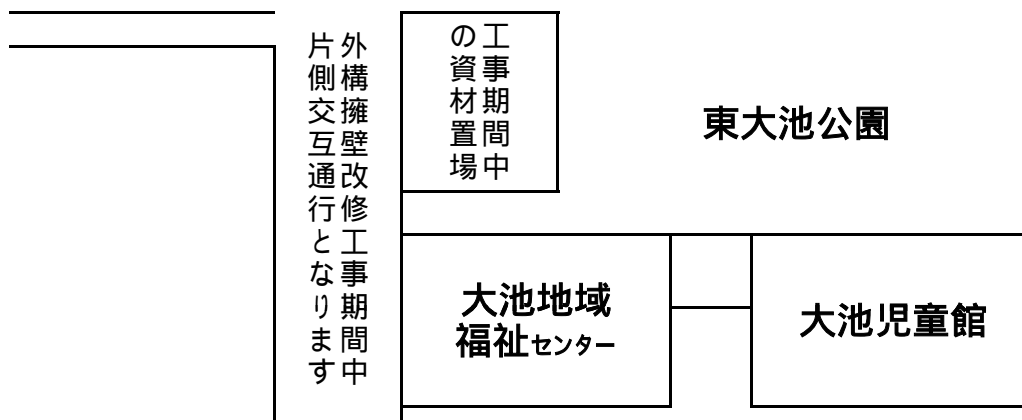 外構擁壁改修工事期間中
片側交互通行となります
工事期間中
の資材置場
東大池公園
大池地域
福祉センター
大池児童館